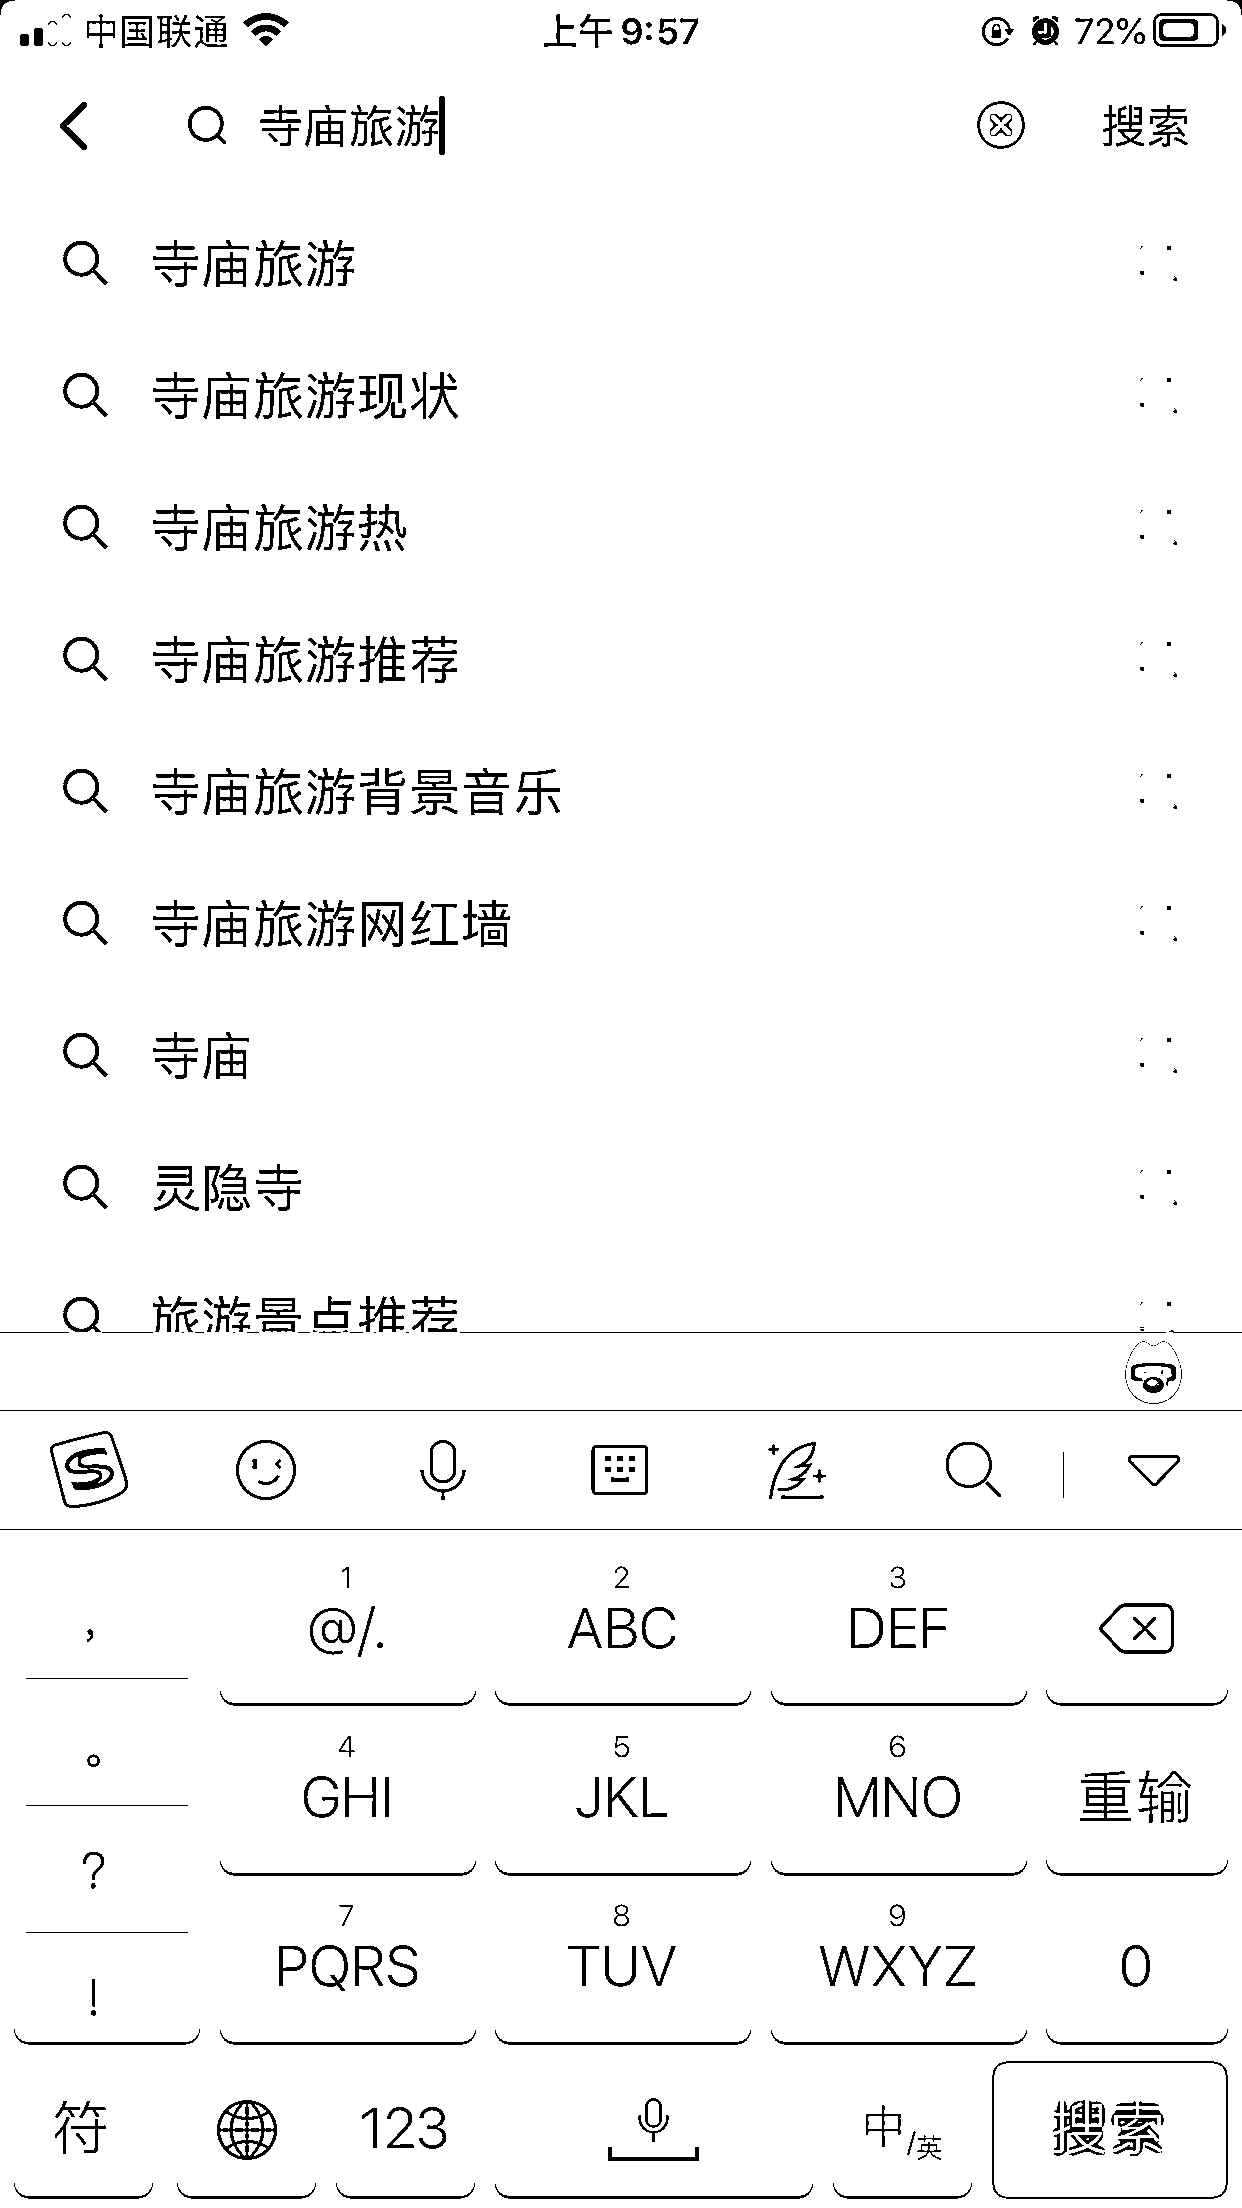 中国联通 上午 9:57 72%
寺庙旅游 搜索
寺庙旅游
寺庙旅游现状
寺庙旅游热
寺庙旅游推荐
寺庙旅游背景音乐
寺庙旅游网红墙
寺庙
灵隐寺
旅游景点推荐
S
1 2 3
, @/. ABC DEF
4 5 6
。 GHI JKL MNO 重输
?
7 8 9
PQRS TUV WXYZ 0
!
符 123 中/英 搜索